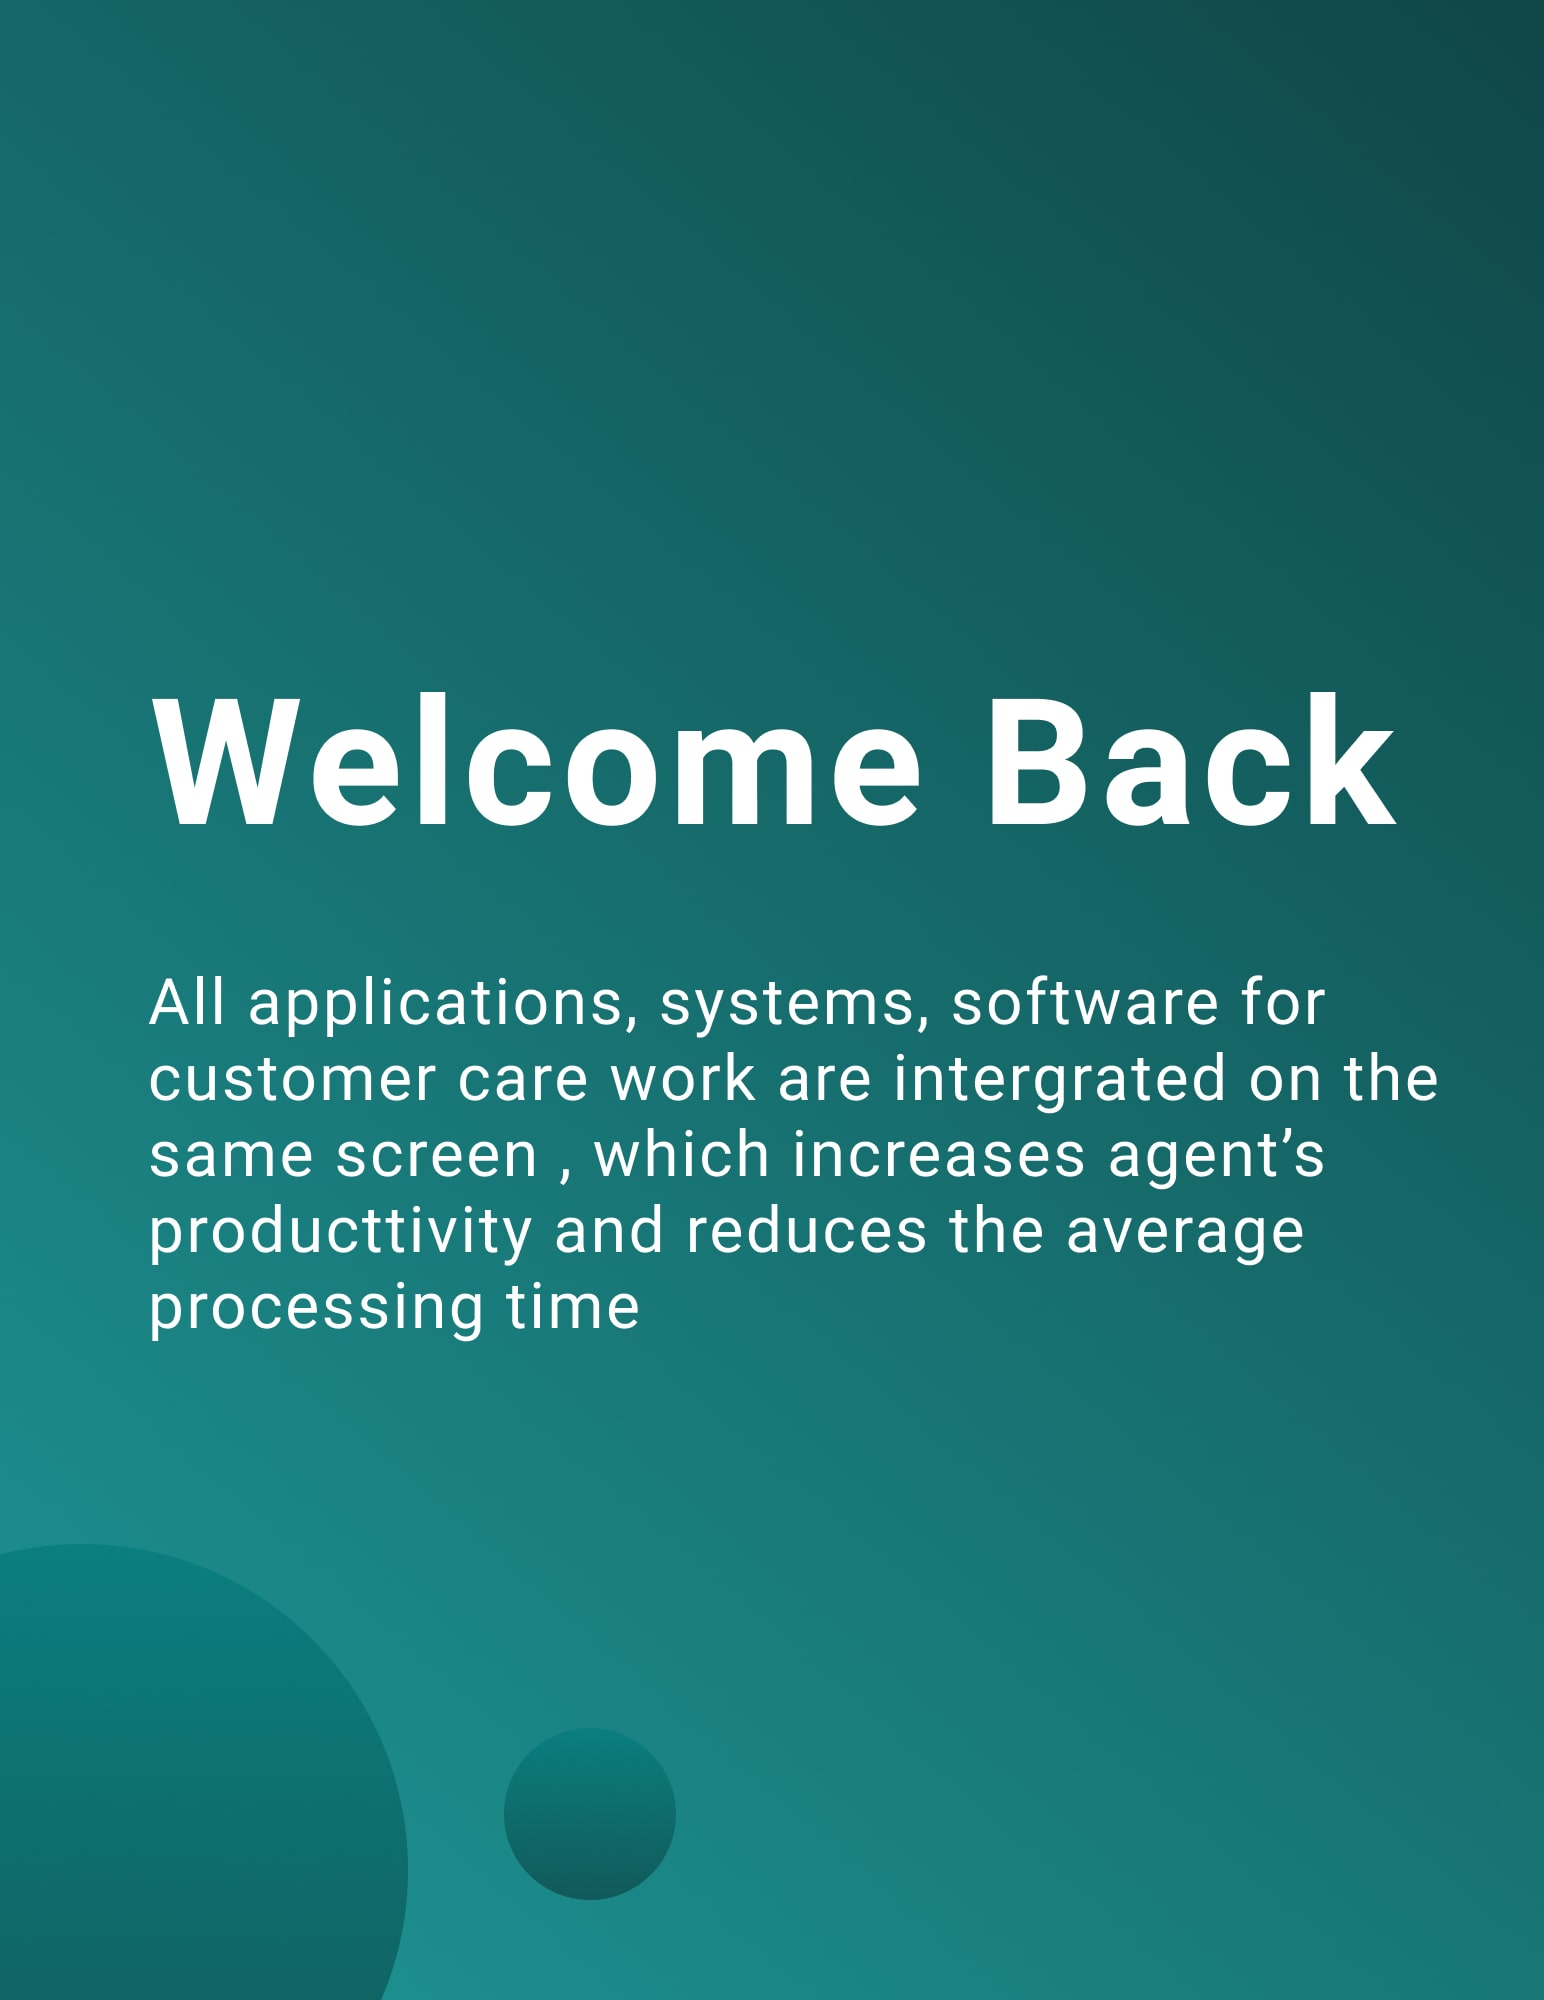 Welcome Back
All applications, systems, software for
customer care work are intergrated on the
same screen , which increases agent’s
producttivity and reduces the average
processing time